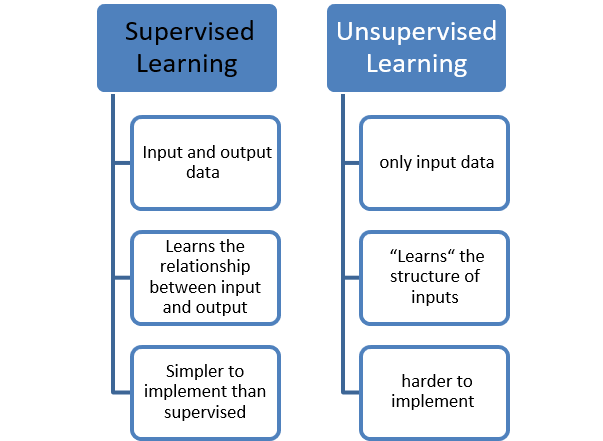 Supervised
Learning
Input and output
data
Learns the
relationship
between input
and output
Simpler to
implement than
supervised
Unsupervised
Learning
only input data
“Learns“ the
structure of
inputs
harder to
implement